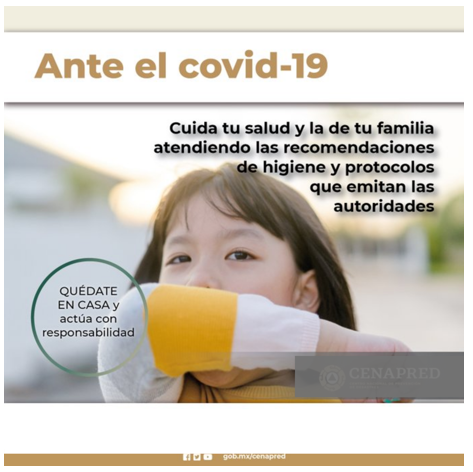 Ante el covid-19
Cuida tu salud y la de tu familia
atendiendo las recomendaciones
de higiene y protocolos
que emitan las
autoridades
QUÉDATE
EN CASA y
actúa con
responsabilidad
CENAPRED
gob.mx/cenapred